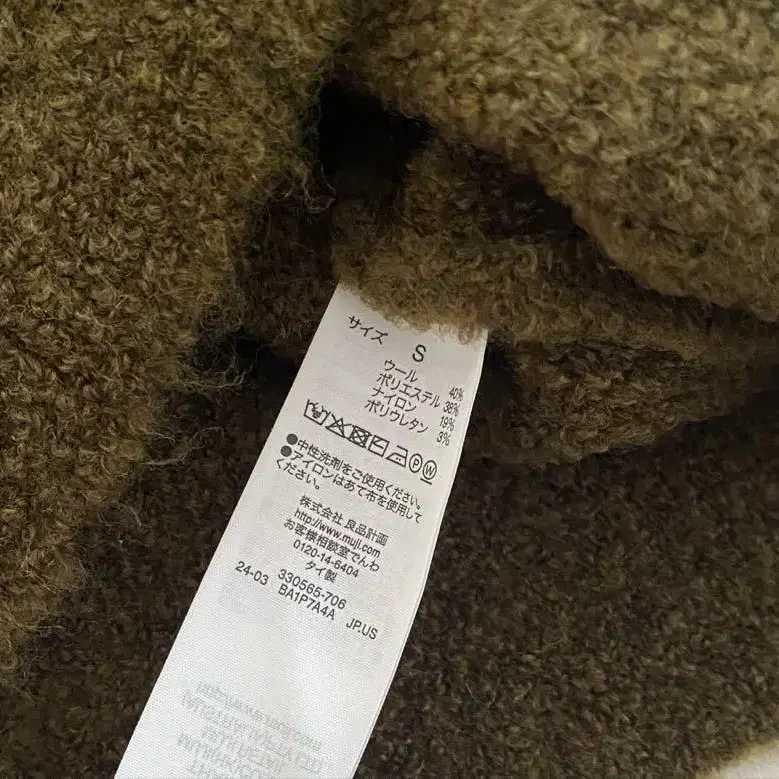 サイズ S
ウール 40%
ポリエステル 38%
ナイロン 19%
ポリウレタン 3%
P W
●中性洗剤をご使用ください。
●アイロンはあて布を使用して
ください。
株式会社 良品計画
http://www.muji.com
お客様相談室でんわ
0120-14-6404
タイ製
330565-706
24-03 BA1P7A4A JP.US